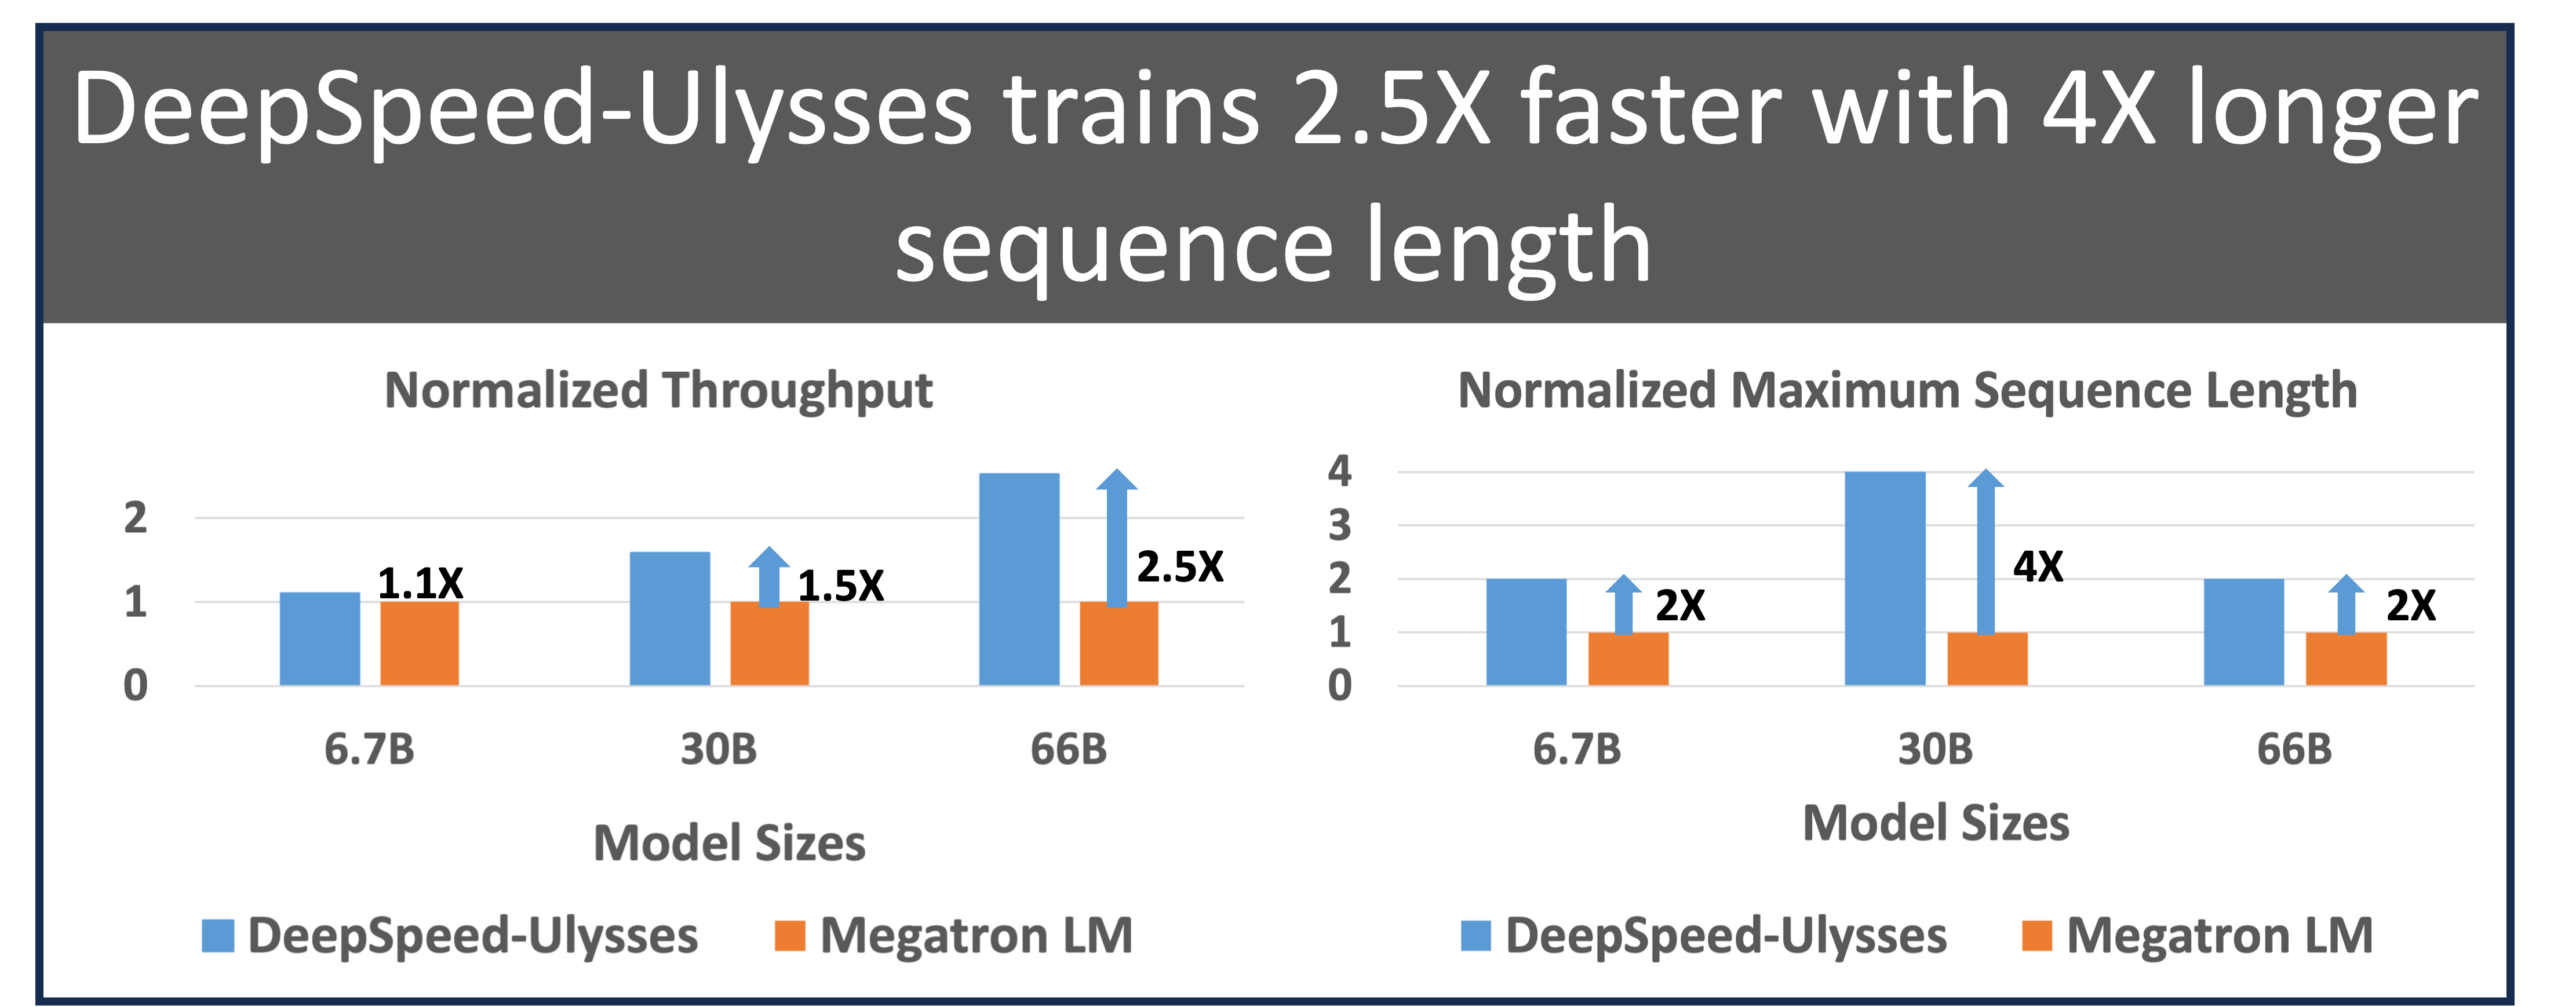 DeepSpeed-Ulysses trains 2.5X faster with 4X longer
sequence length
Normalized Throughput
2
1
0
1.1X
1.5X
2.5X
6.7B 30B 66B
Model Sizes
DeepSpeed-Ulysses Megatron LM
Normalized Maximum Sequence Length
4
3
2
1
0
2X
4X
2X
6.7B 30B 66B
Model Sizes
DeepSpeed-Ulysses Megatron LM